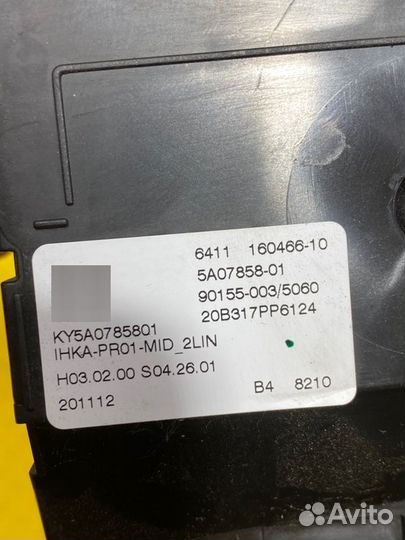 6411 160466-10
5A07858-01
90155-003/5060
20B317PP6124
KY5A0785801
IHKA-PR01-MID_2LIN
H03.02.00 S04.26.01
201112
B4 8210
Avito